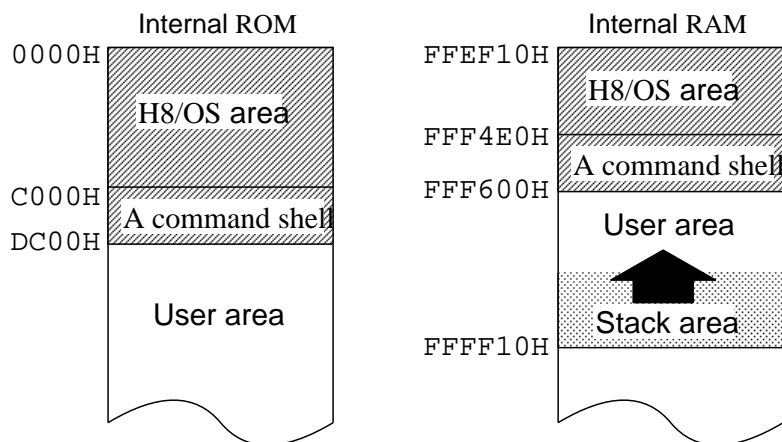 Internal ROM
0000H
H8/OS area
C000H
A command shell
DC00H
User area
Internal RAM
FFEF10H
H8/OS area
FFF4E0H
A command shell
FFF600H
User area
Stack area
FFFF10H